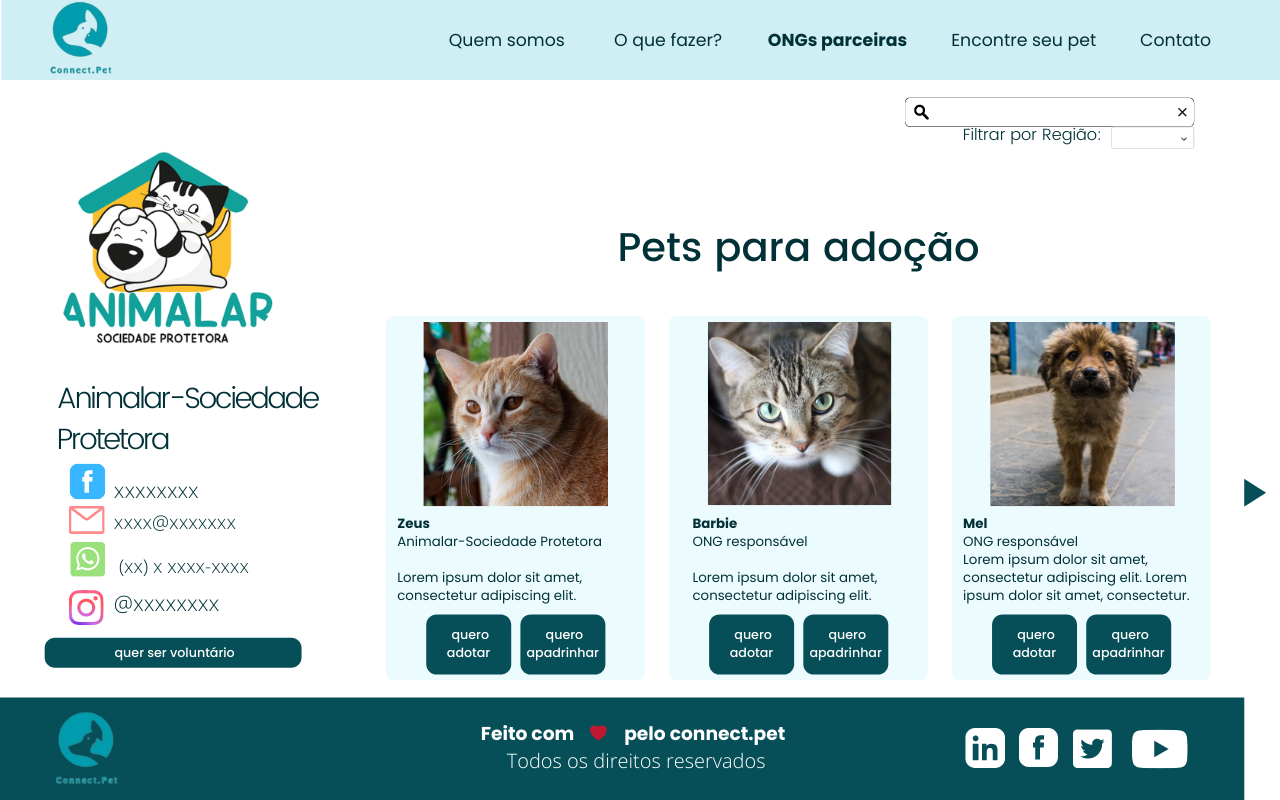 Connect.Pet
Quem somos
O que fazer?
ONGs parceiras
Encontre seu pet
Contato
Filtrar por Região:
ANIMALAR
SOCIEDADE PROTETORA
Animalar-Sociedade
Protetora
XXXXXXXX
xxxx@xxxxxxx
(xx) x xxxx-xxxx
@xxxxxxxx
quer ser voluntário
Pets para adoção
Zeus
Animalar-Sociedade Protetora
Lorem ipsum dolor sit amet,
consectetur adipiscing elit.
quero
adotar
quero
apadrinhar
Barbie
ONG responsável
Lorem ipsum dolor sit amet,
consectetur adipiscing elit.
quero
adotar
quero
apadrinhar
Mel
ONG responsável
Lorem ipsum dolor sit amet,
consectetur adipiscing elit. Lorem
ipsum dolor sit amet, consectetur.
quero
adotar
quero
apadrinhar
Connect.Pet
Feito com pelo connect.pet
Todos os direitos reservados